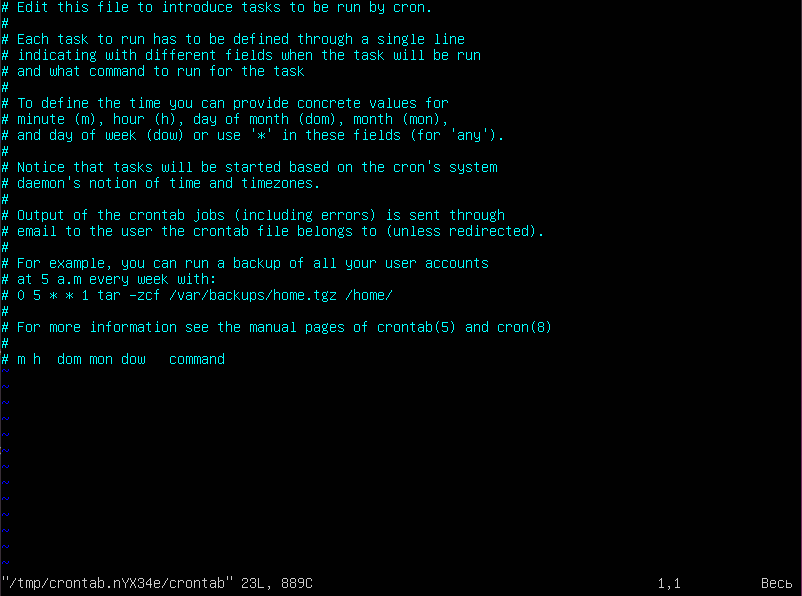 # Edit this file to introduce tasks to be run by cron.
#
# Each task to run has to be defined through a single line
# indicating with different fields when the task will be run
# and what command to run for the task
#
# To define the time you can provide concrete values for
# minute (m), hour (h), day of month (dom), month (mon),
# and day of week (dow) or use '*' in these fields (for 'any').
#
# Notice that tasks will be started based on the cron's system
# daemon's notion of time and timezones.
#
# Output of the crontab jobs (including errors) is sent through
# email to the user the crontab file belongs to (unless redirected).
#
# For example, you can run a backup of all your user accounts
# at 5 a.m every week with:
# 0 5 * * 1 tar -zcf /var/backups/home.tgz /home/
#
# For more information see the manual pages of crontab(5) and cron(8)
#
# m h  dom mon dow   command
~
~
~
~
~
~
~
~
~
~
~
~
~
"/tmp/crontab.nYX34e/crontab" 23L, 889C 1,1 Весь